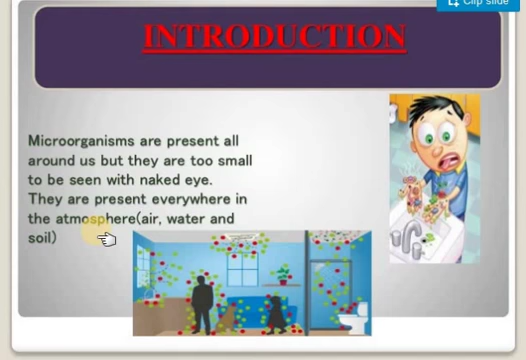 Clip slide
INTRODUCTION
Microorganisms are present all
around us but they are too small
to be seen with naked eye.
They are present everywhere in
the atmosphere(air, water and
soil)